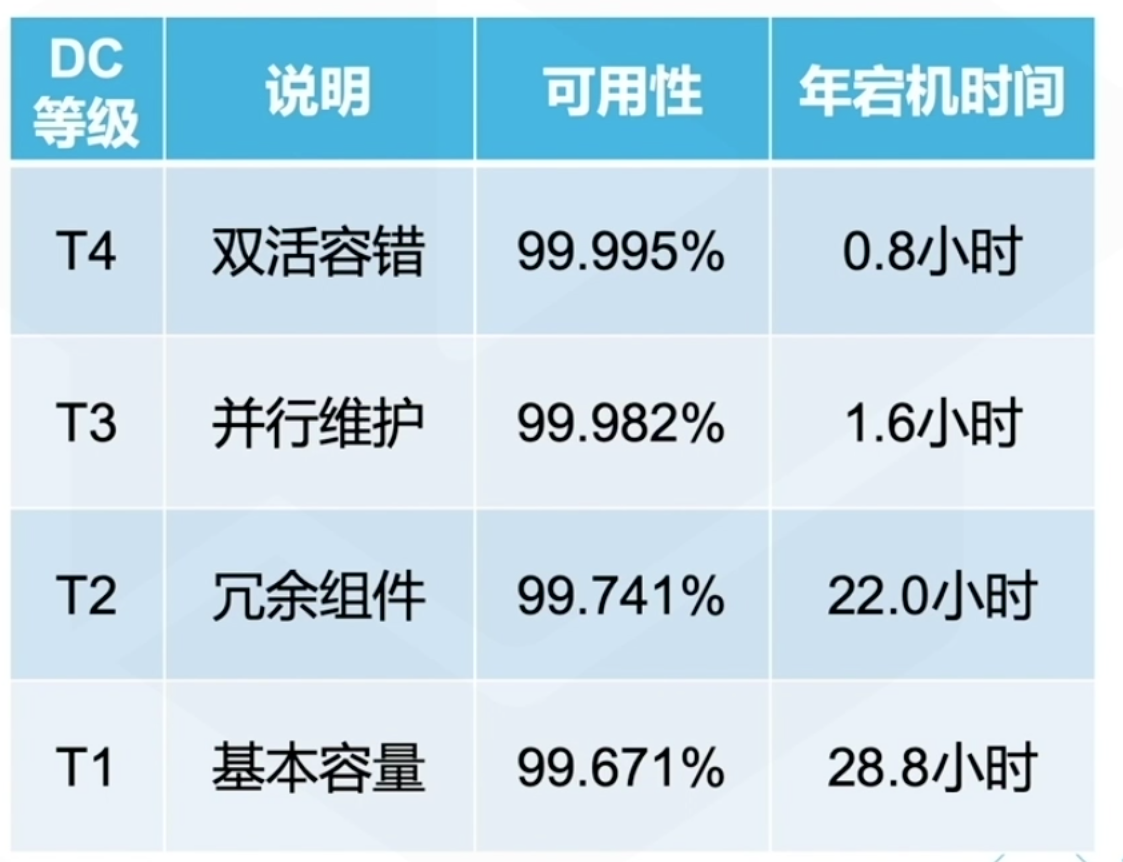 DC
等级 说明 可用性 年宕机时间
T4 双活容错 99.995% 0.8小时
T3 并行维护 99.982% 1.6小时
T2 冗余组件 99.741% 22.0小时
T1 基本容量 99.671% 28.8小时